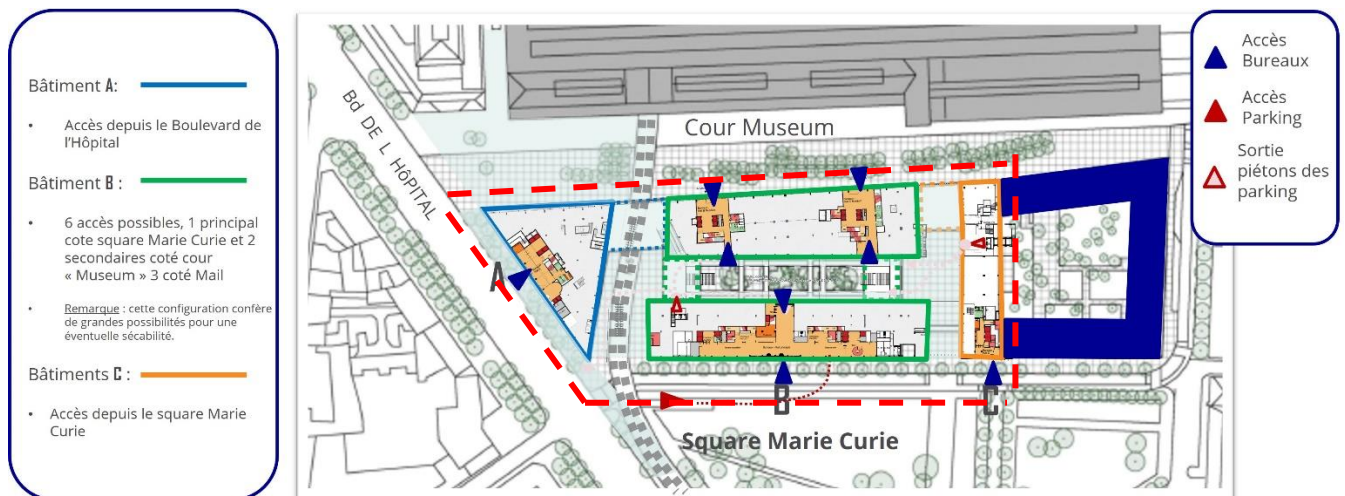 Bâtiment A:
• Accès depuis le Boulevard de
l'Hôpital
Bâtiment B :
• 6 accès possibles, 1 principal
cote square Marie Curie et 2
secondaires coté cour
« Museum » 3 coté Mail
• Remarque : cette configuration confère
de grandes possibilités pour une
éventuelle sécabilité.
Bâtiments C :
• Accès depuis le square Marie
Curie
Bd DE L HôPITAL
Cour Museum
A
B
C
Square Marie Curie
Accès
Bureaux
Accès
Parking
Sortie
piétons des
parking